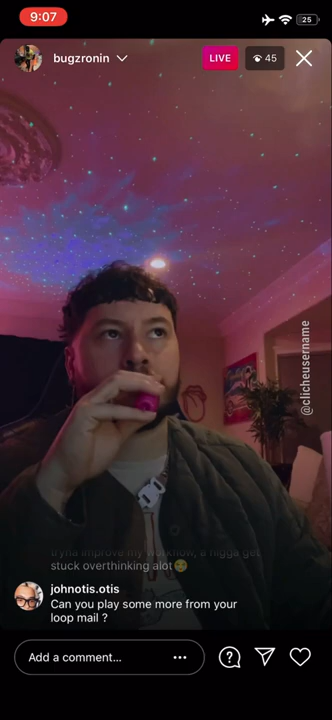 9:07
25
bugzronin
LIVE
45
@clicheusername
tryna improve my workflow, a nigga get
stuck overthinking alot😔
johnotis.otis
Can you play some more from your
loop mail ?
Add a comment...